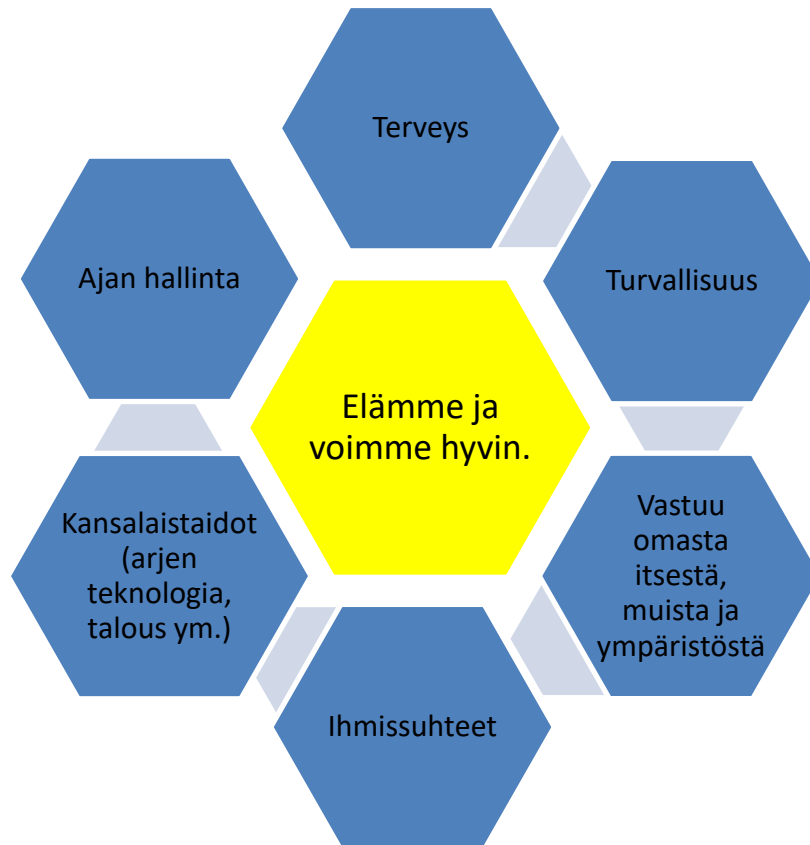 Terveys
Ajan hallinta
Turvallisuus
Elämme ja
voimme hyvin.
Kansalaistaidot
(arjen
teknologia,
talous ym.)
Vastuu
omasta
itsestä,
muista ja
ympäristöstä
Ihmissuhteet